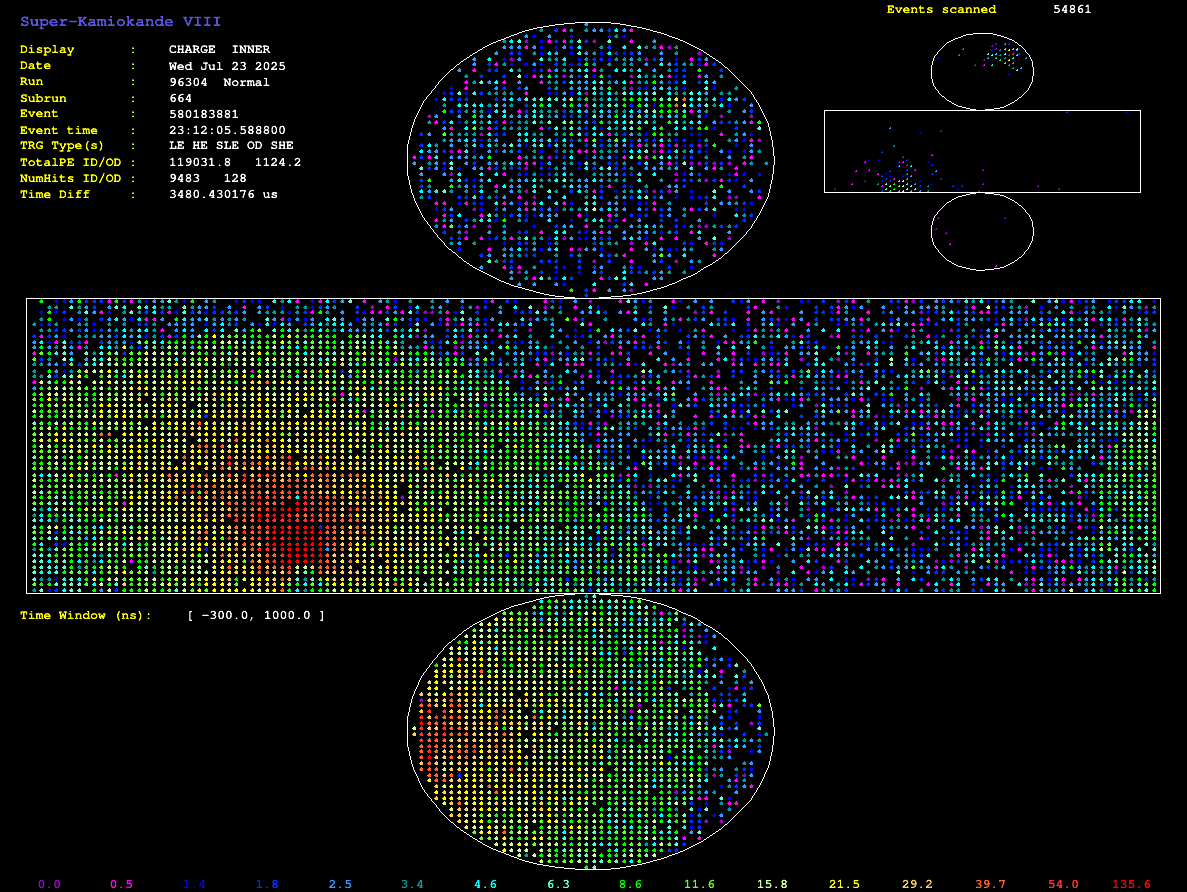 Super-Kamiokande VIII
Events scanned 54861
Display : CHARGE INNER
Date : Wed Jul 23 2025
Run : 96304 Normal
Subrun : 664
Event : 580183881
Event time : 23:12:05.588800
TRG Type(s) : LE HE SLE OD SHE
TotalPE ID/OD : 119031.8 1124.2
NumHits ID/OD : 9483 128
Time Diff : 3480.430176 us
Time Window (ns): [ -300.0, 1000.0 ]
0.0 0.5 1.4 1.8 2.5 3.4 4.6 6.3 8.6 11.6 15.8 21.5 29.2 39.7 54.0 135.6